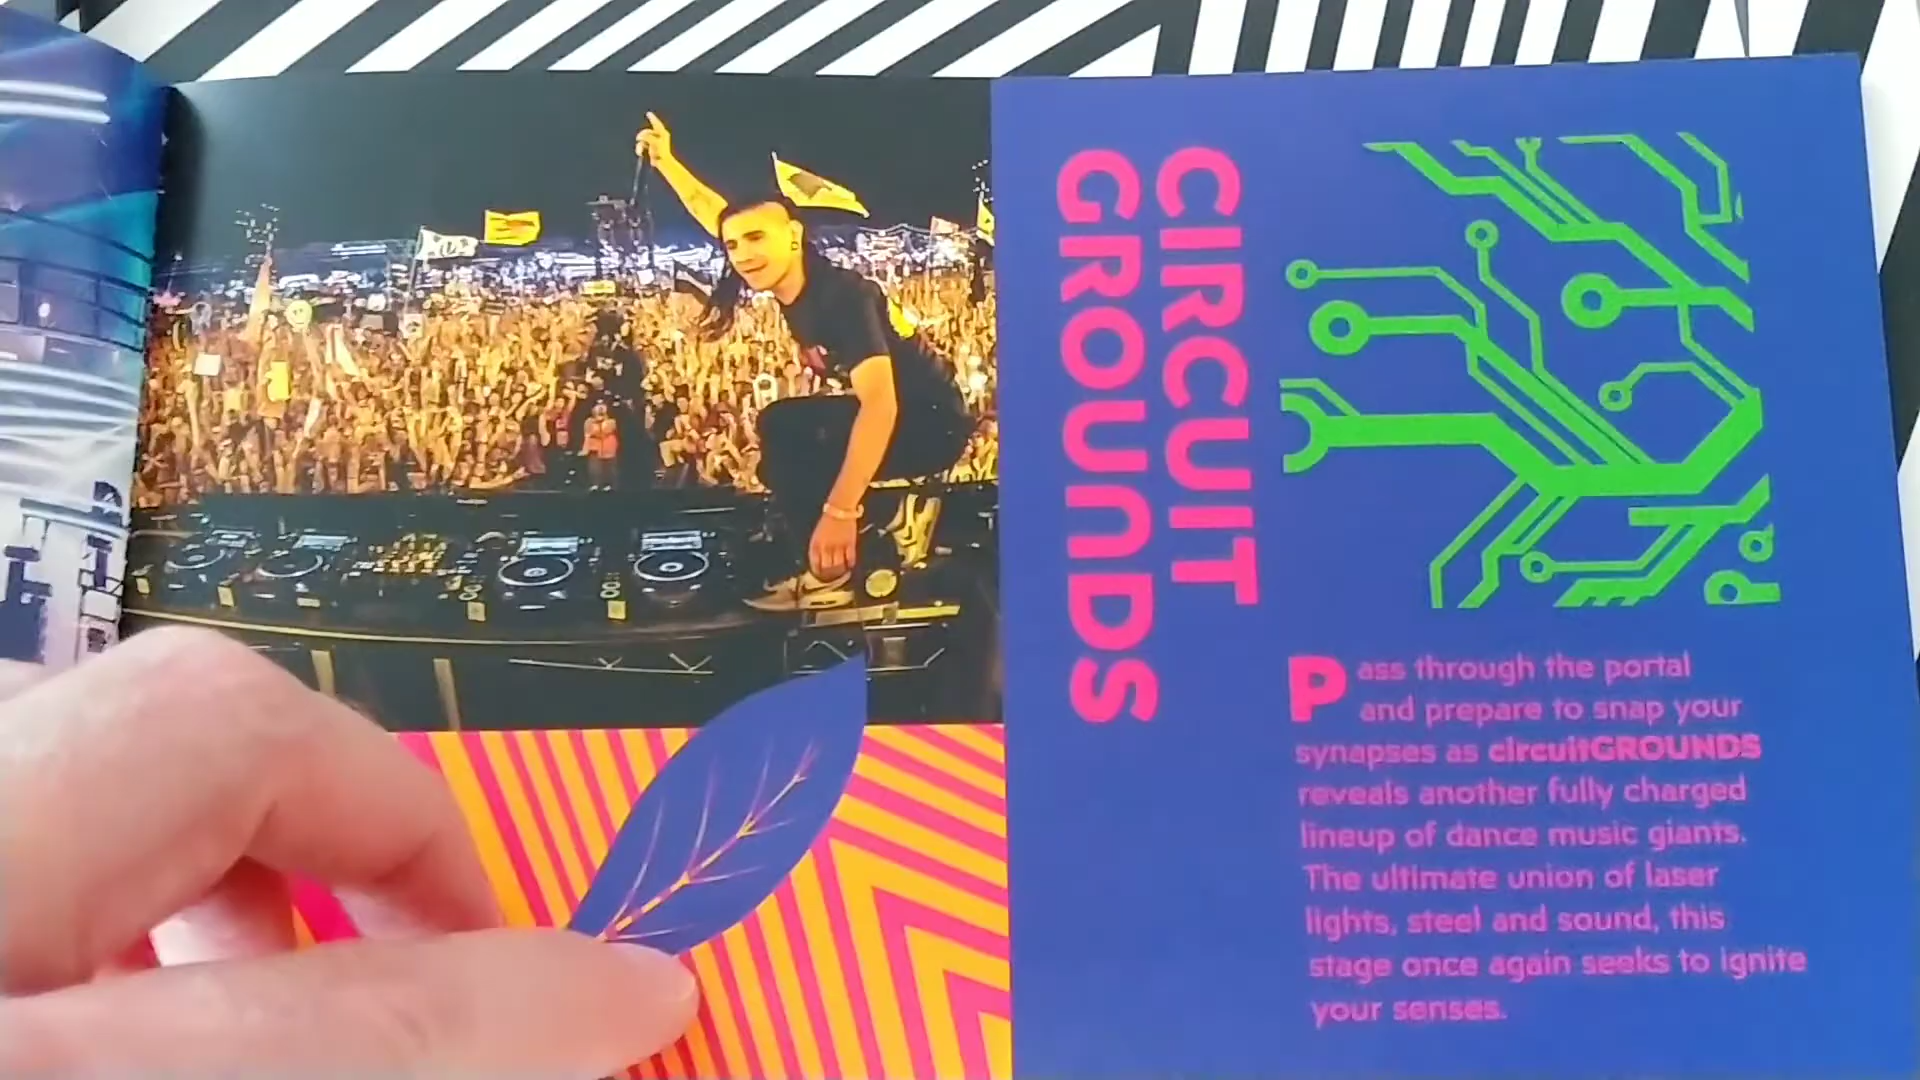 CIRCUIT
GROUNDS
Pass through the portal
and prepare to snap your
synapses as circuitGROUNDS
reveals another fully charged
lineup of dance music giants.
The ultimate union of laser
lights, steel and sound, this
stage once again seeks to ignite
your senses.